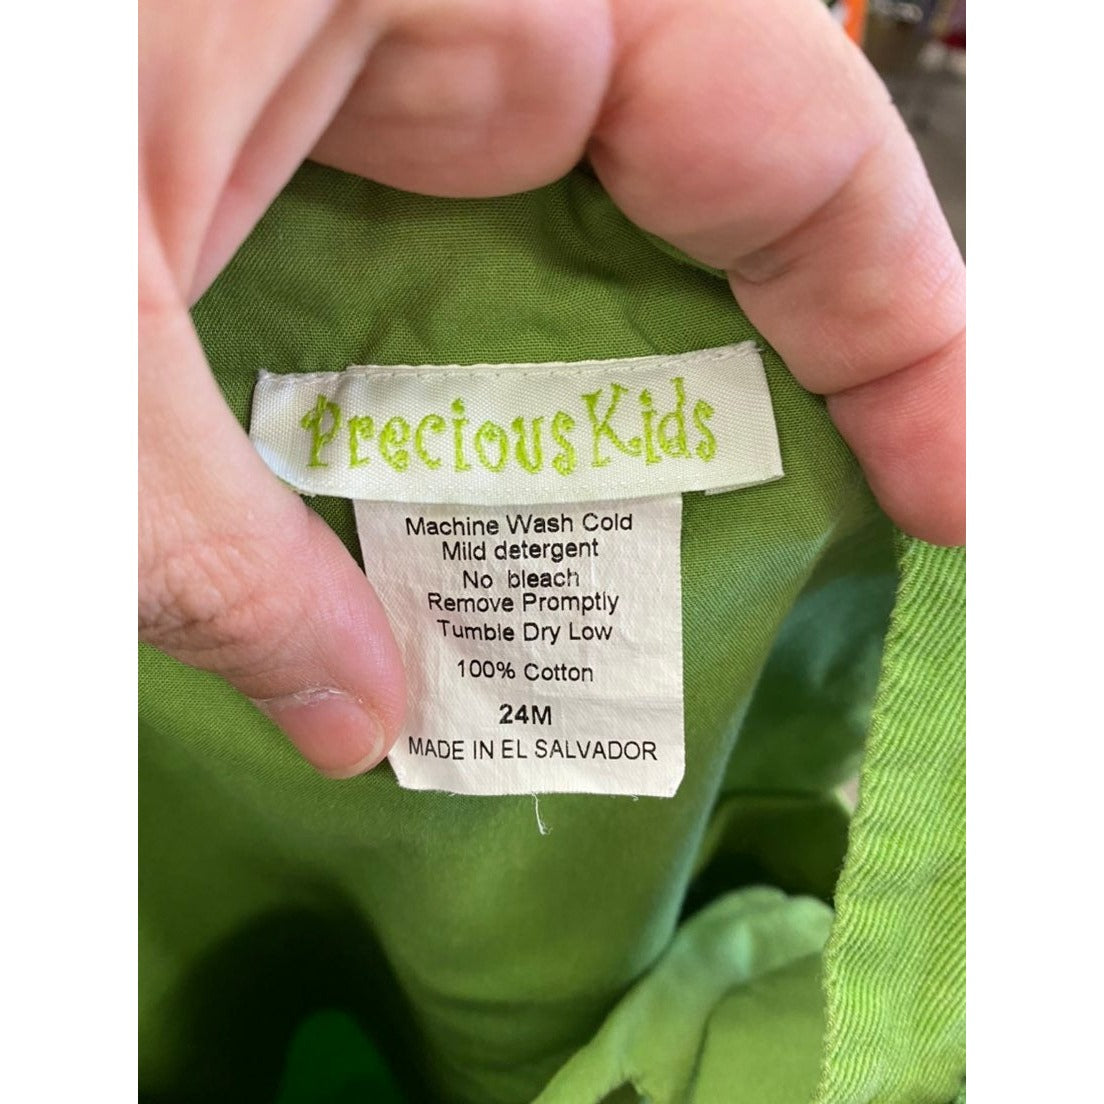 Precious Kids
Machine Wash Cold
Mild detergent
No bleach
Remove Promptly
Tumble Dry Low
100% Cotton
24M
MADE IN EL SALVADOR